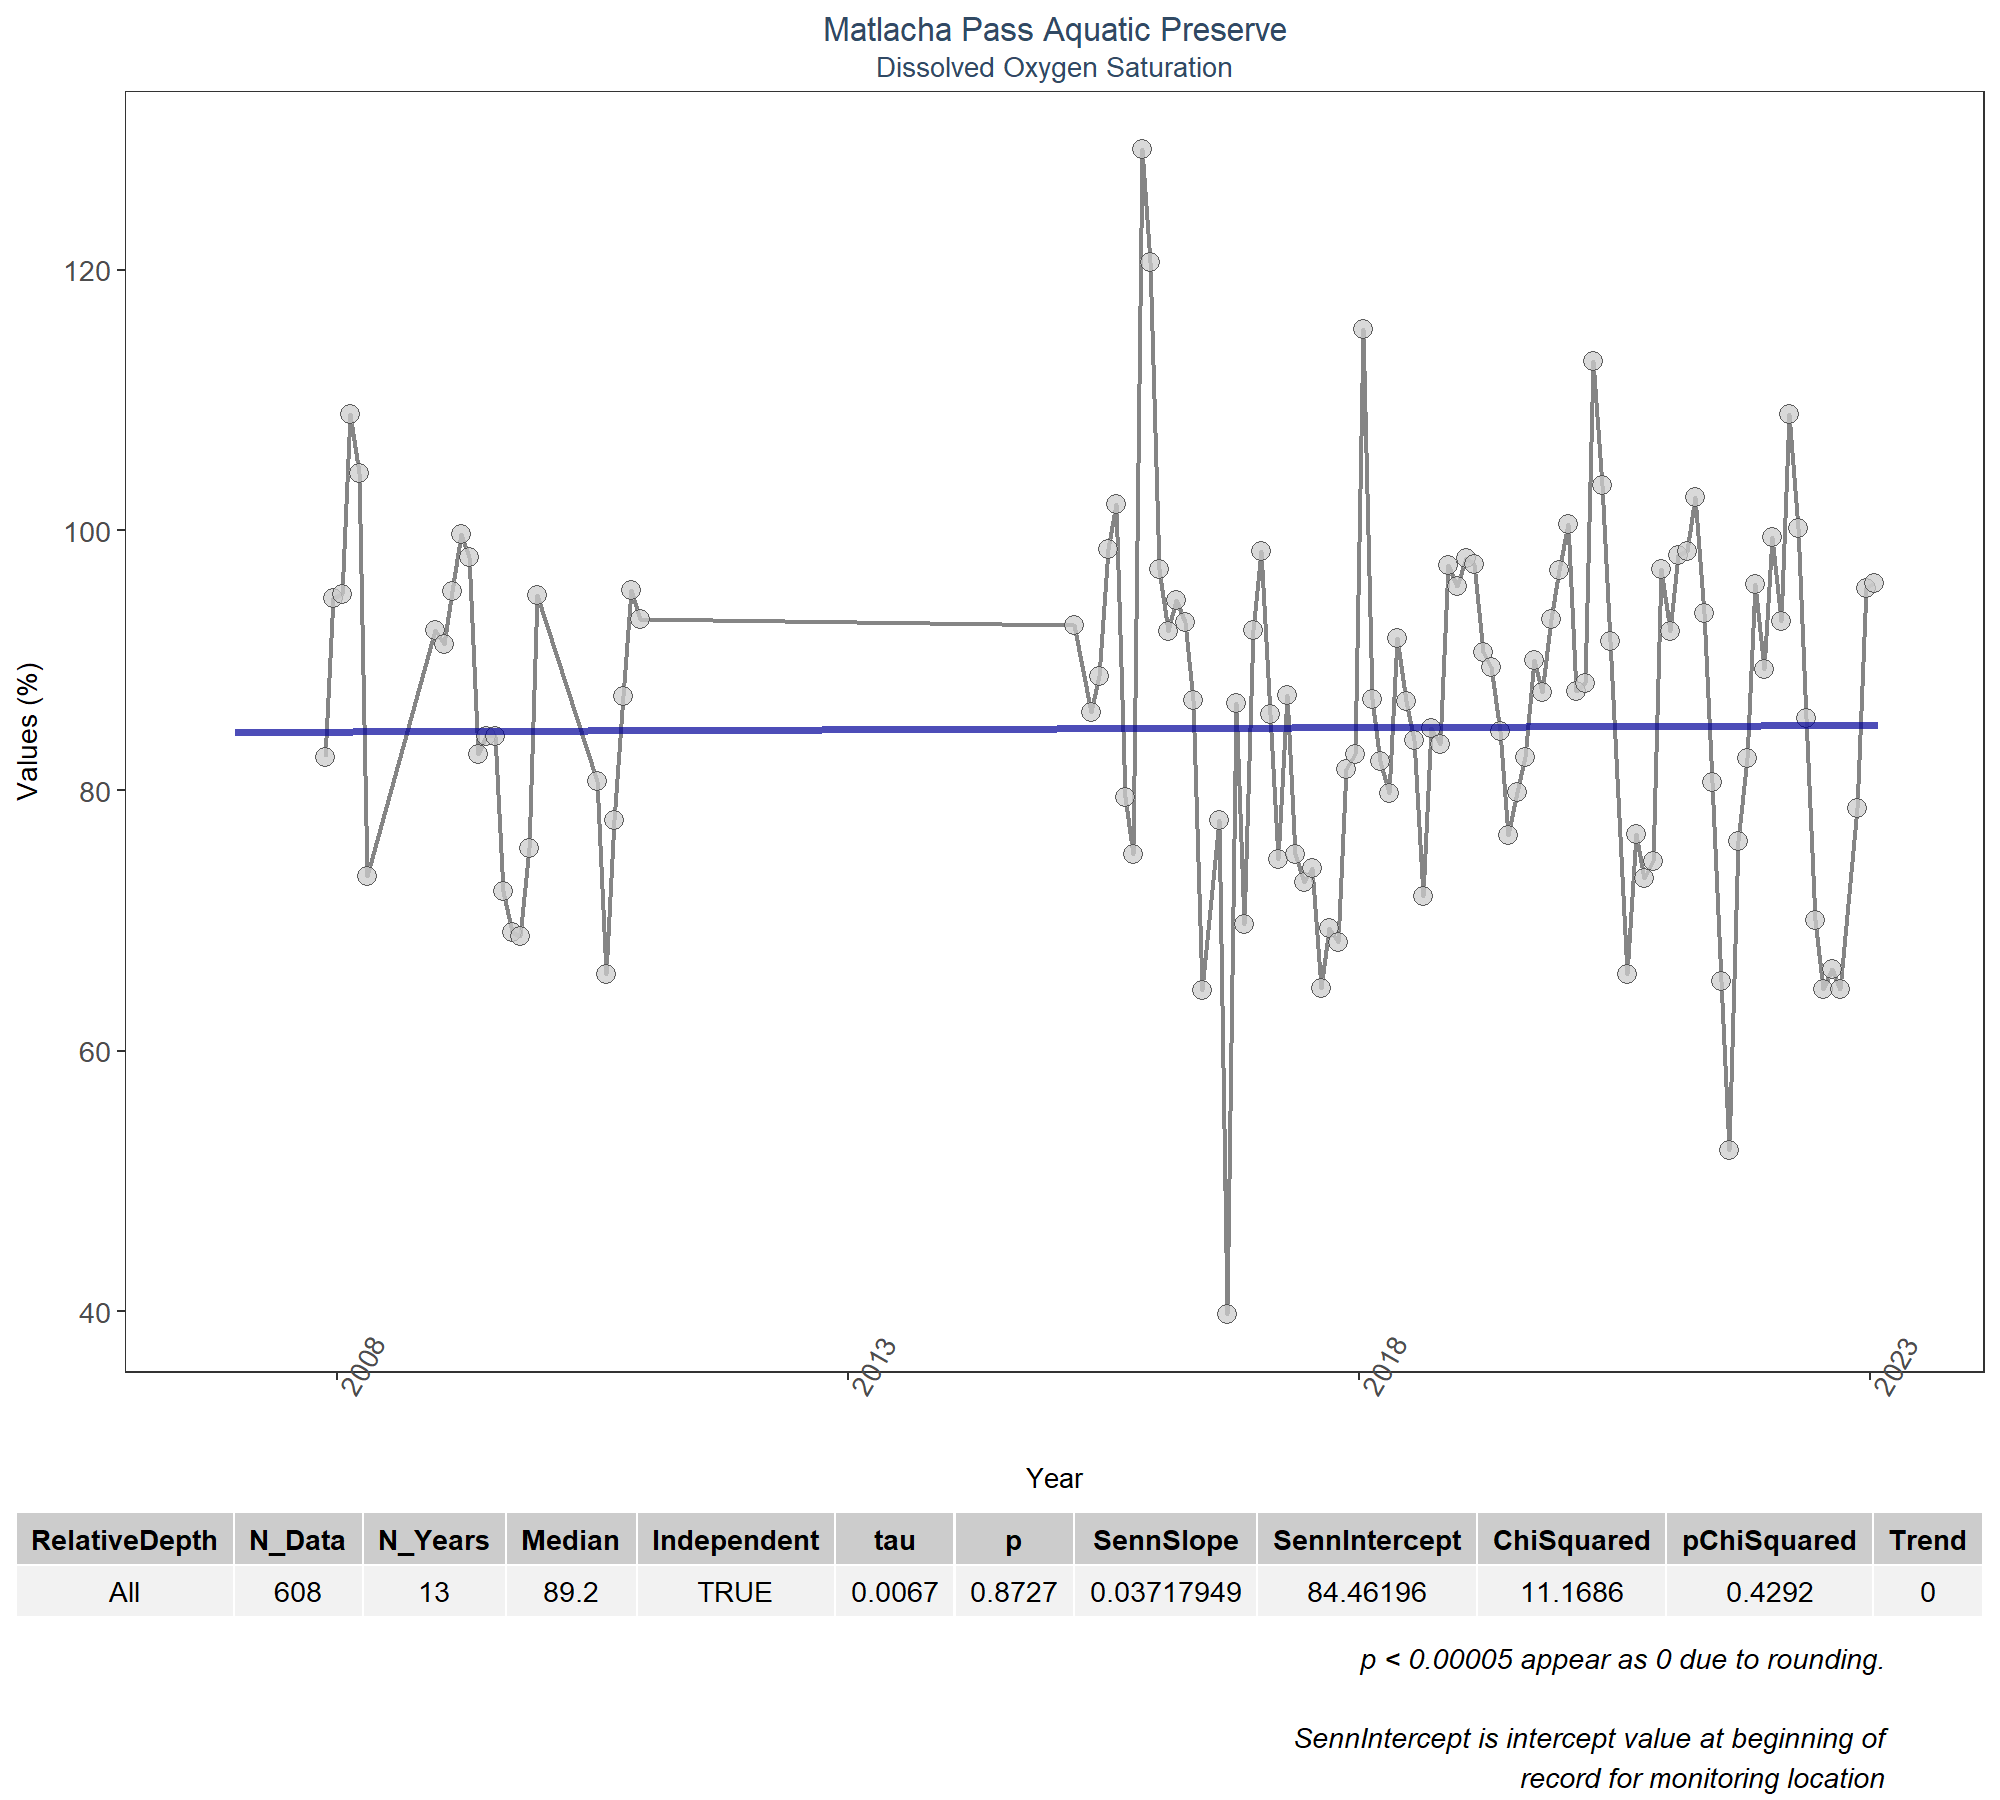 Matlacha Pass Aquatic Preserve
Dissolved Oxygen Saturation
Values (%)
120
100
80
60
40
2008
2013
2018
2023
Year
RelativeDepth N_Data N_Years Median Independent tau p SennSlope SennIntercept ChiSquared pChiSquared Trend
All 608 13 89.2 TRUE 0.0067 0.8727 0.03717949 84.46196 11.1686 0.4292 0
p < 0.00005 appear as 0 due to rounding.
SennIntercept is intercept value at beginning of
record for monitoring location